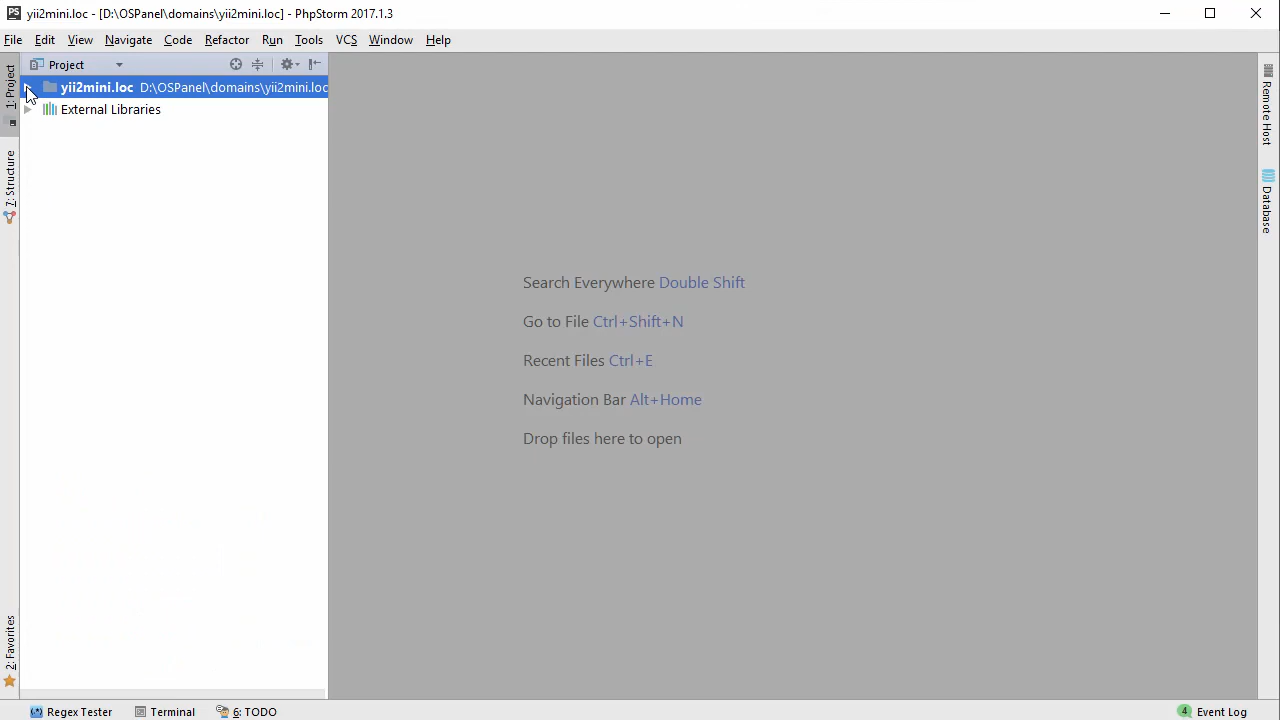 yii2mini.loc - [D:\OSPanel\domains\yii2mini.loc] - PhpStorm 2017.1.3
File Edit View Navigate Code Refactor Run Tools VCS Window Help
Project
yii2mini.loc D:\OSPanel\domains\yii2mini.loc
External Libraries
1: Project
7: Structure
2: Favorites
Search Everywhere Double Shift
Go to File Ctrl+Shift+N
Recent Files Ctrl+E
Navigation Bar Alt+Home
Drop files here to open
Remote Host
Database
Regex Tester Terminal 6: TODO 4 Event Log